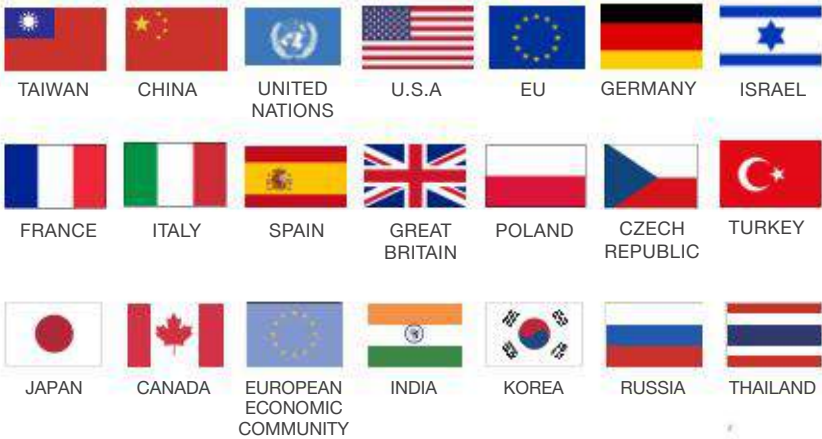 TAIWAN
CHINA
UNITED
NATIONS
U.S.A
EU
GERMANY
ISRAEL
FRANCE
ITALY
SPAIN
GREAT
BRITAIN
POLAND
CZECH
REPUBLIC
TURKEY
JAPAN
CANADA
EUROPEAN
ECONOMIC
COMMUNITY
INDIA
KOREA
RUSSIA
THAILAND